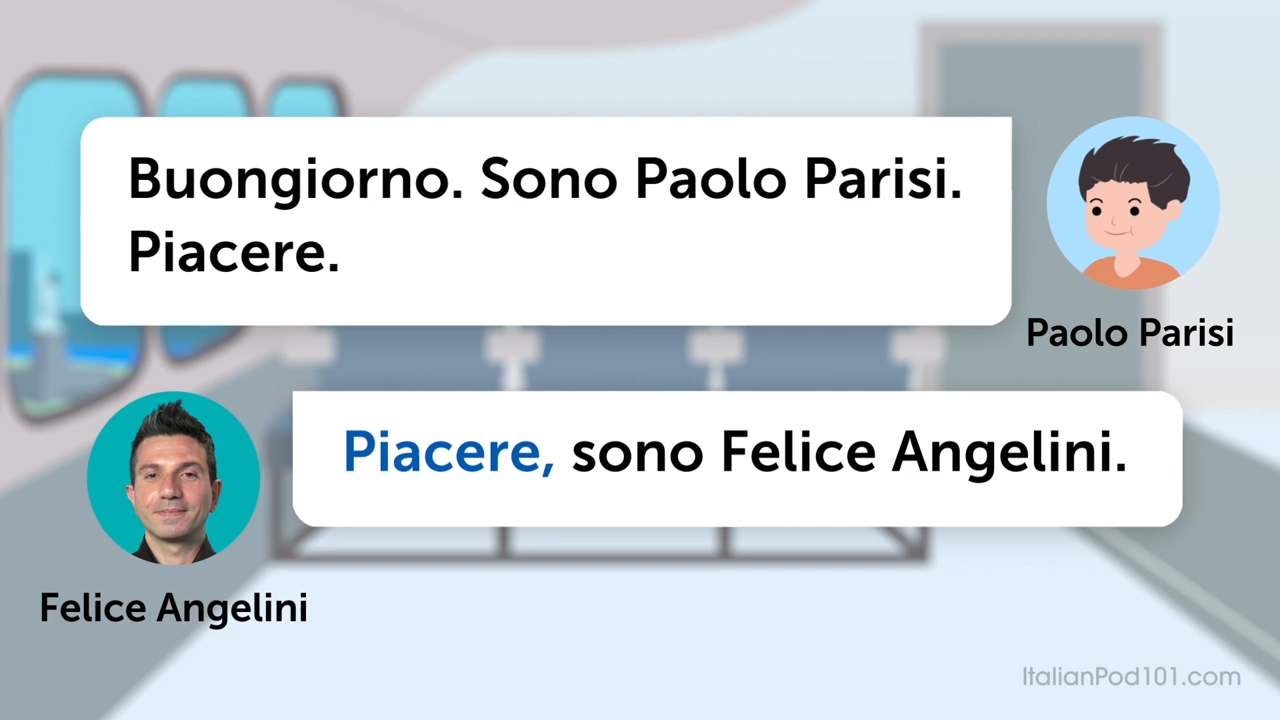 Buongiorno. Sono Paolo Parisi.
Piacere.
Paolo Parisi
Piacere, sono Felice Angelini.
Felice Angelini
ItalianPod101.com